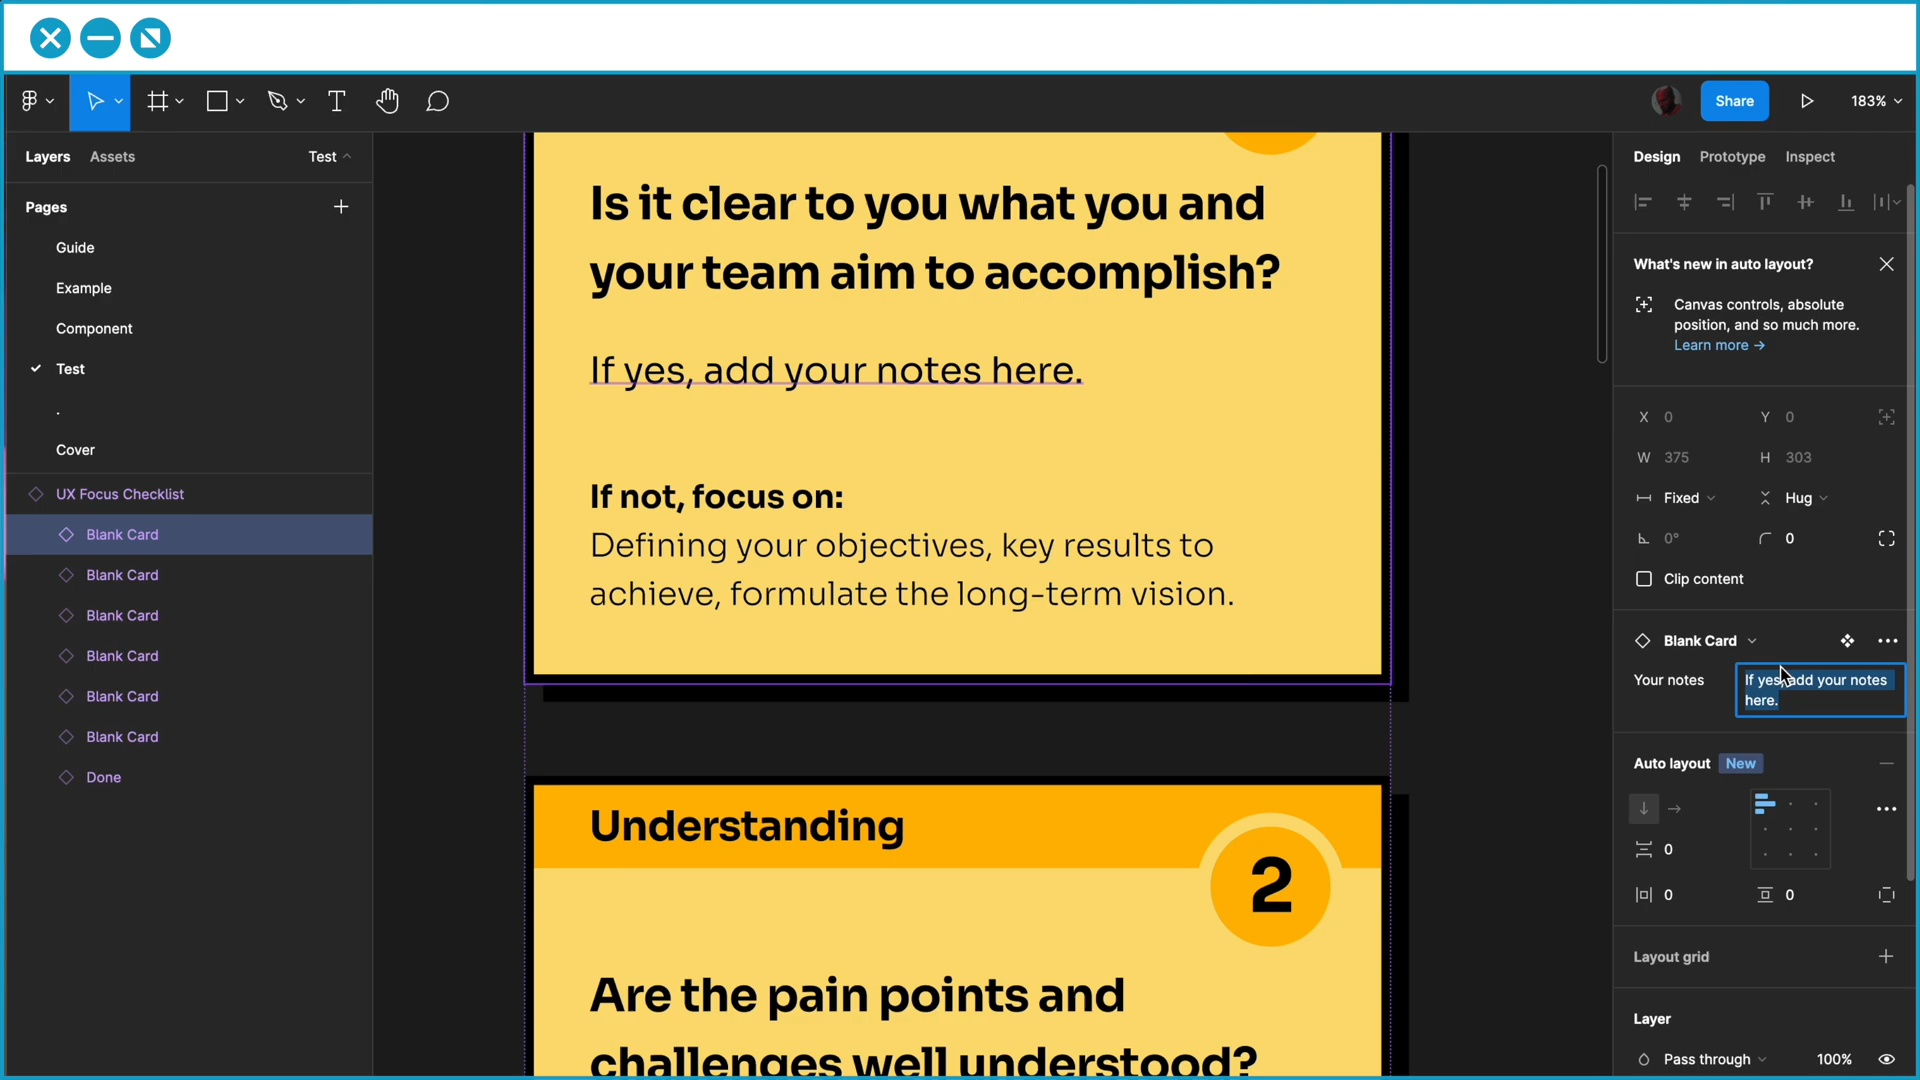 Share
183%
Layers
Assets
Test
Pages
Guide
Example
Component
Test
.
Cover
UX Focus Checklist
Blank Card
Blank Card
Blank Card
Blank Card
Blank Card
Blank Card
Done
Is it clear to you what you and
your team aim to accomplish?
If yes, add your notes here.
If not, focus on:
Defining your objectives, key results to
achieve, formulate the long-term vision.
Understanding
2
Are the pain points and
challenges well understood?
Design
Prototype
Inspect
What's new in auto layout?
Canvas controls, absolute
position, and so much more.
Learn more →
X 0
Y 0
W 375
H 303
Fixed
Hug
0°
0
Clip content
Blank Card
Your notes
If yes, add your notes
here.
Auto layout
New
0
0
0
Layout grid
Layer
Pass through
100%